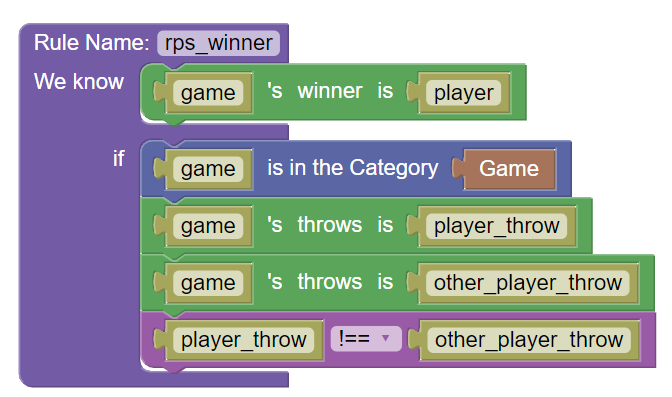 Rule Name: rps_winner
We know game 's winner is player
if game is in the Category Game
game 's throws is player_throw
game 's throws is other_player_throw
player_throw !== other_player_throw